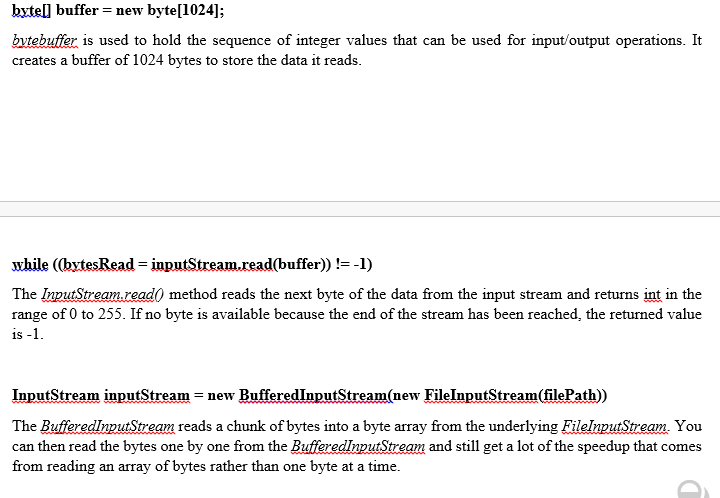 byte[] buffer = new byte[1024];
bytebuffer is used to hold the sequence of integer values that can be used for input/output operations. It
creates a buffer of 1024 bytes to store the data it reads.
while ((bytesRead = inputStream.read(buffer)) != -1)
The InputStream.read() method reads the next byte of the data from the input stream and returns int in the
range of 0 to 255. If no byte is available because the end of the stream has been reached, the returned value
is -1.
InputStream inputStream = new BufferedInputStream(new FileInputStream(filePath))
The BufferedInputStream reads a chunk of bytes into a byte array from the underlying FileInputStream. You
can then read the bytes one by one from the BufferedInputStream and still get a lot of the speedup that comes
from reading an array of bytes rather than one byte at a time.